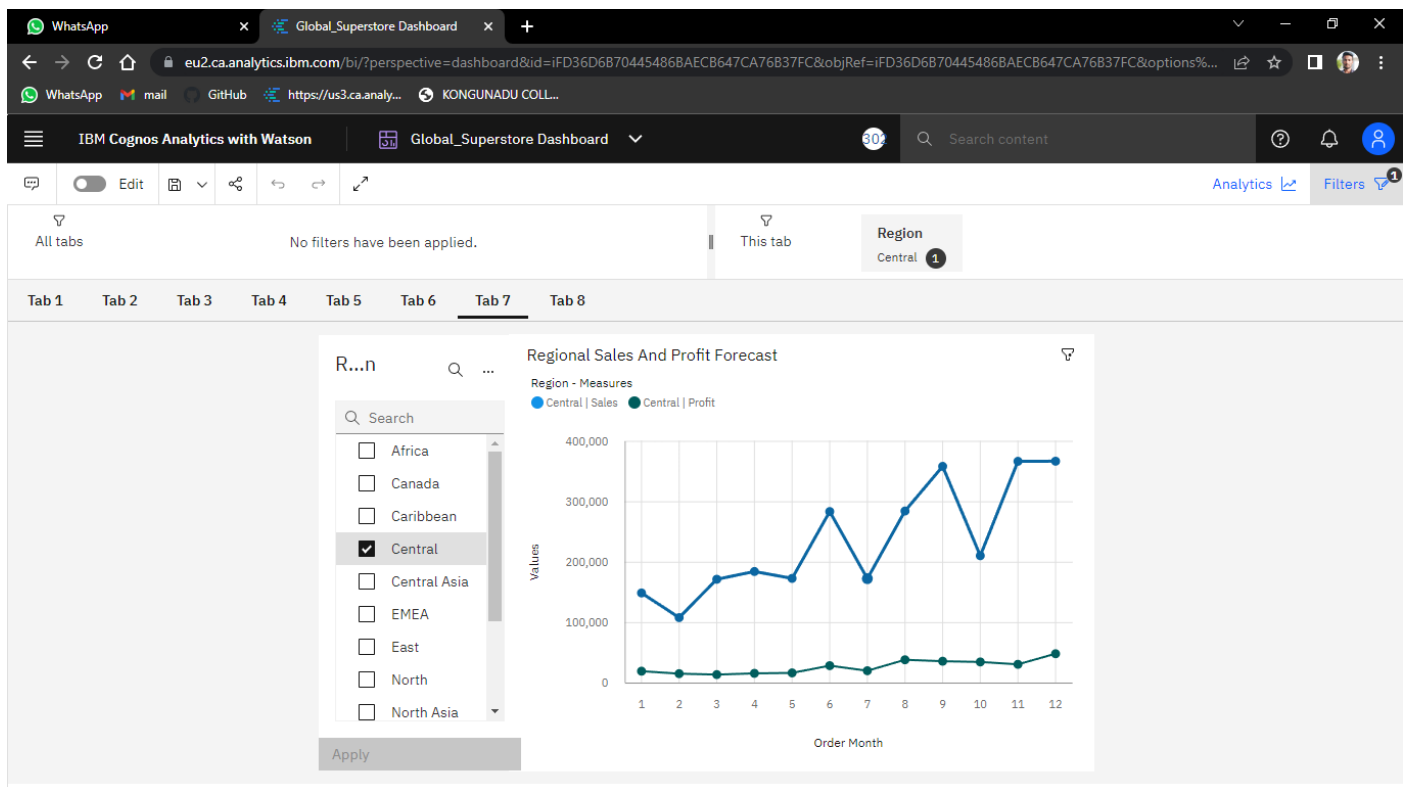 WhatsApp
Global_Superstore Dashboard
eu2.ca.analytics.ibm.com/bi/?perspective=dashboard&id=iFD36D6B70445486BAECB647CA76B37FC&objRef=iFD36D6B70445486BAECB647CA76B37FC&options%...
WhatsApp mail GitHub https://us3.ca.analy... KONGUNADU COLL...
IBM Cognos Analytics with Watson Global_Superstore Dashboard 302 Search content
Edit Analytics Filters 1
All tabs No filters have been applied. This tab Region
Central 1
Tab 1 Tab 2 Tab 3 Tab 4 Tab 5 Tab 6 Tab 7 Tab 8
R...n ...
Search
Africa
Canada
Caribbean
Central
Central Asia
EMEA
East
North
North Asia
Apply
Regional Sales And Profit Forecast
Region - Measures
Central | Sales Central | Profit
400,000
300,000
200,000
100,000
0
Values
1 2 3 4 5 6 7 8 9 10 11 12
Order Month